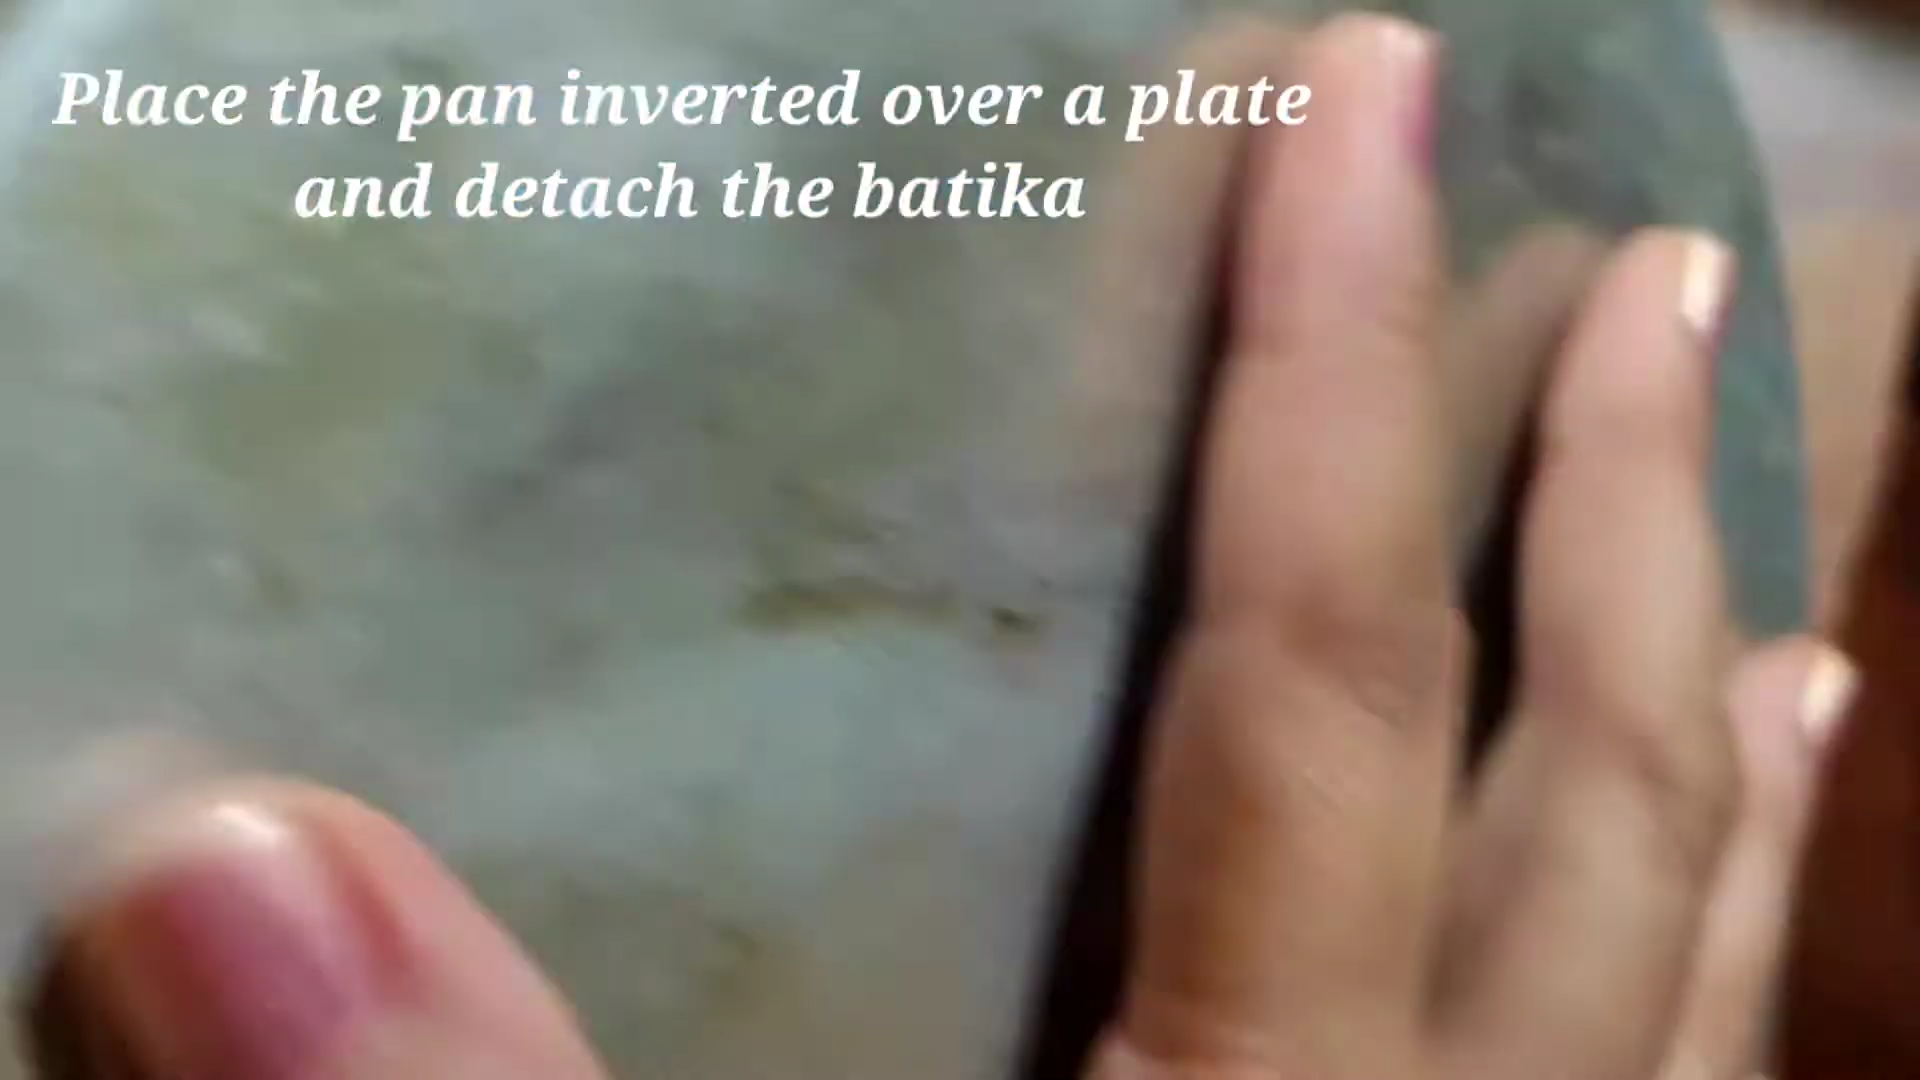 Place the pan inverted over a plate
and detach the batika